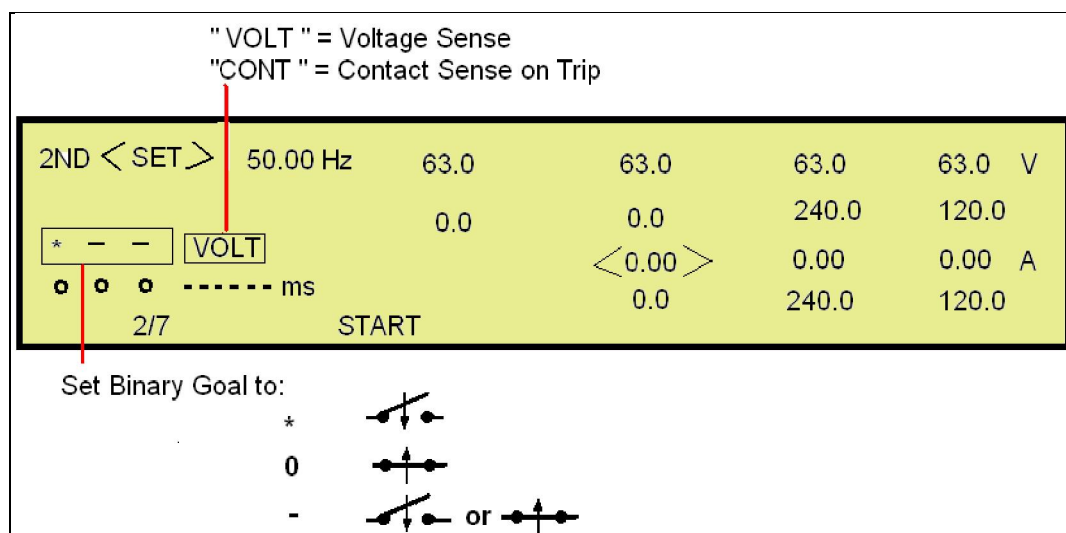 " VOLT " = Voltage Sense
"CONT " = Contact Sense on Trip
2ND < SET > 50.00 Hz 63.0 63.0 63.0 63.0 V
0.0 0.0 240.0 120.0
* – – VOLT
<0.00> 0.00 0.00 A
o o o ------ ms
0.0 240.0 120.0
2/7 START
Set Binary Goal to:
*
0
- or